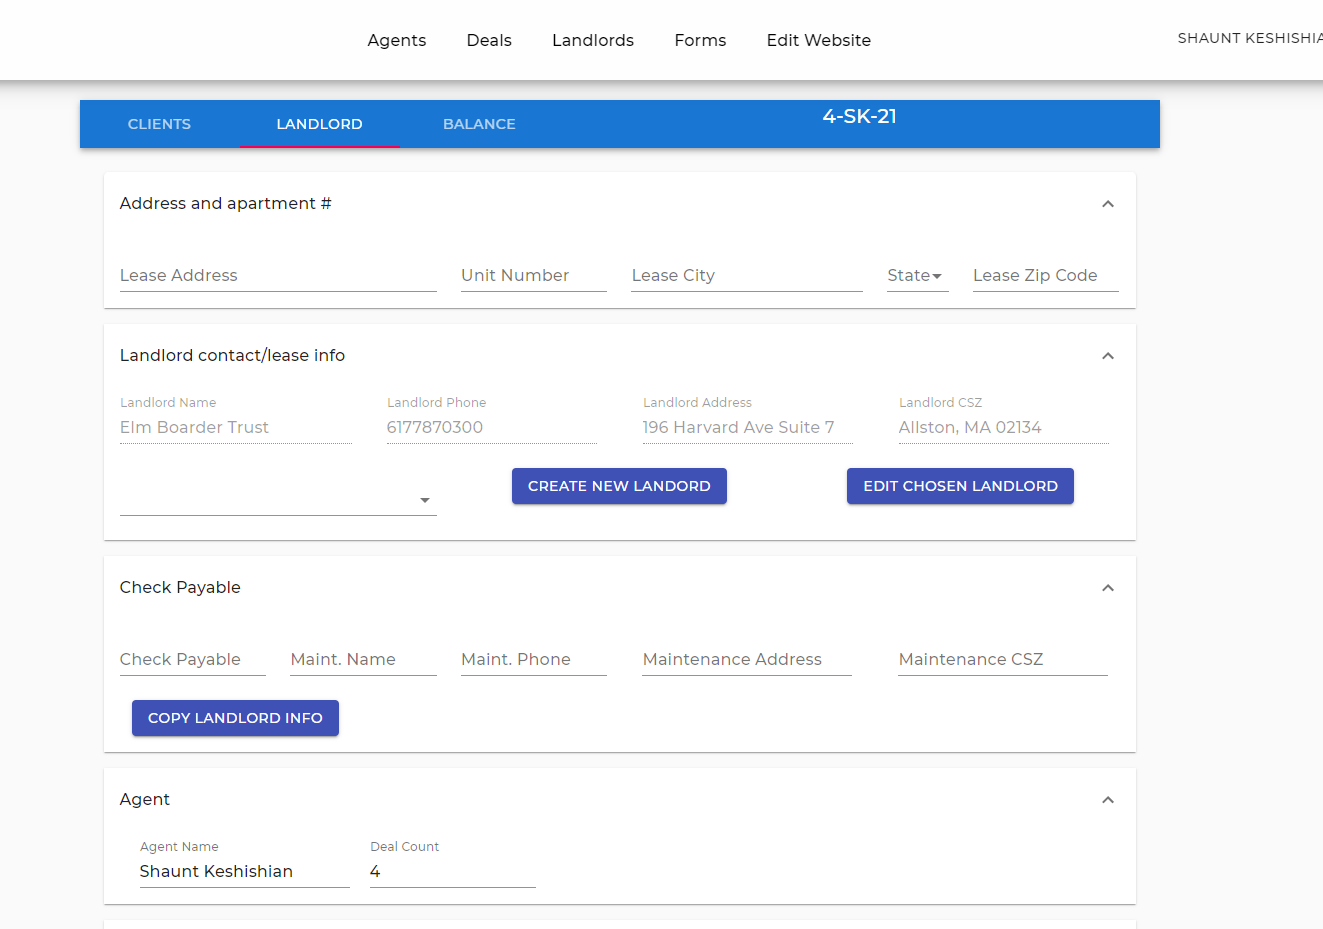 Agents Deals Landlords Forms Edit Website SHAUNT KESHISHIA
CLIENTS LANDLORD BALANCE 4-SK-21
Address and apartment #
Lease Address Unit Number Lease City State Lease Zip Code
Landlord contact/lease info
Landlord Name Landlord Phone Landlord Address Landlord CSZ
Elm Boarder Trust 6177870300 196 Harvard Ave Suite 7 Allston, MA 02134
CREATE NEW LANDORD EDIT CHOSEN LANDLORD
Check Payable
Check Payable Maint. Name Maint. Phone Maintenance Address Maintenance CSZ
COPY LANDLORD INFO
Agent
Agent Name Deal Count
Shaunt Keshishian 4